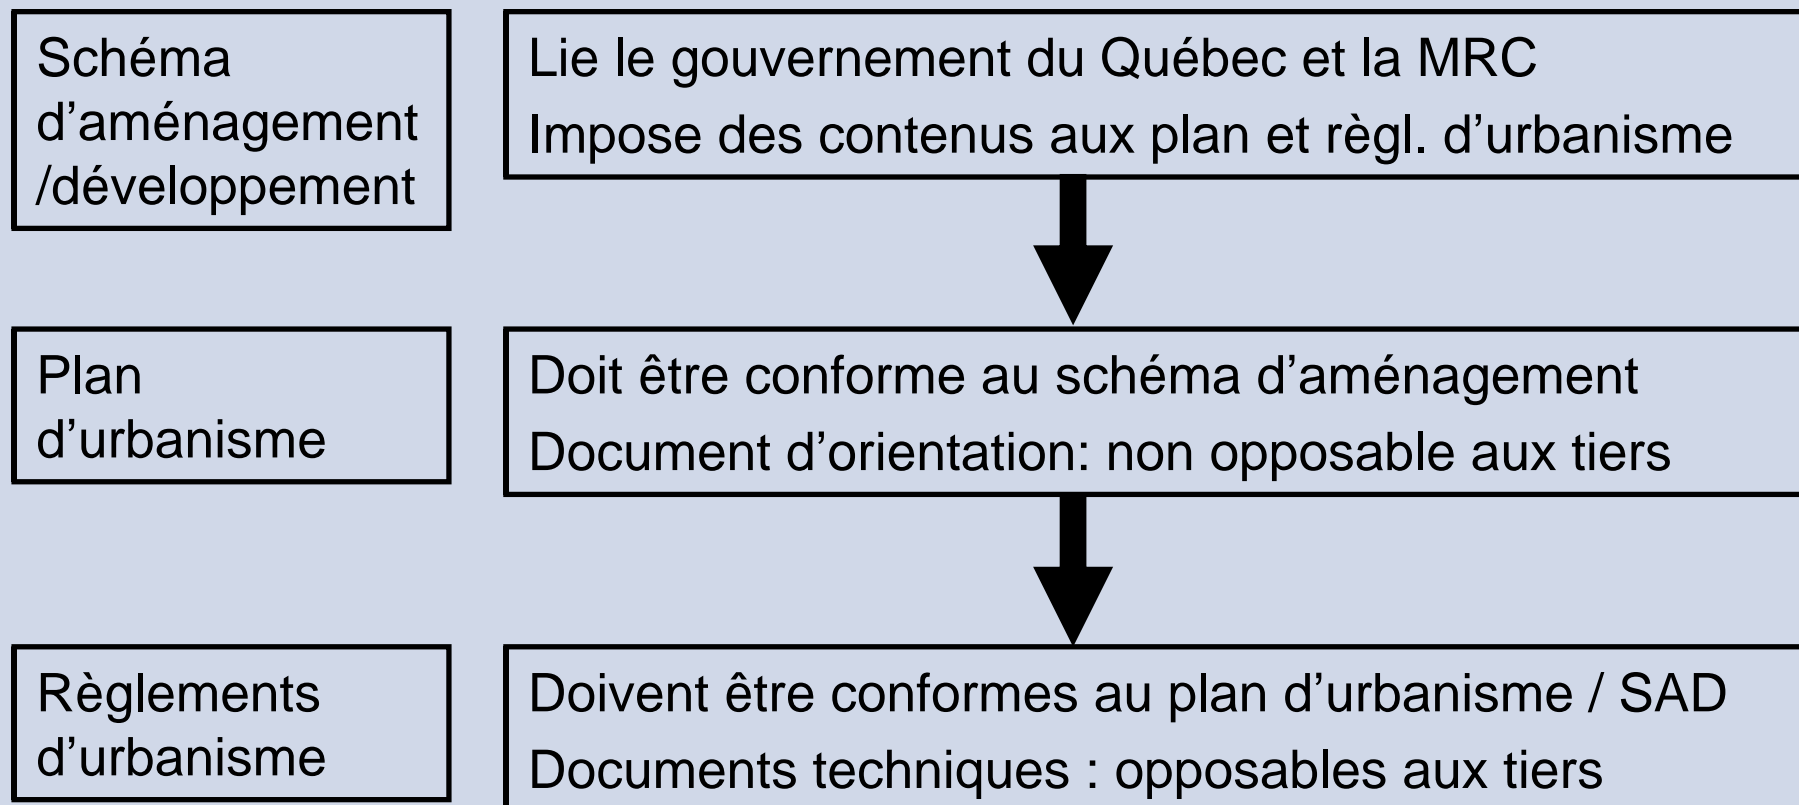 Schéma
d’aménagement
/développement
Lie le gouvernement du Québec et la MRC
Impose des contenus aux plan et règl. d’urbanisme
Plan
d’urbanisme
Doit être conforme au schéma d’aménagement
Document d’orientation: non opposable aux tiers
Règlements
d’urbanisme
Doivent être conformes au plan d’urbanisme / SAD
Documents techniques : opposables aux tiers